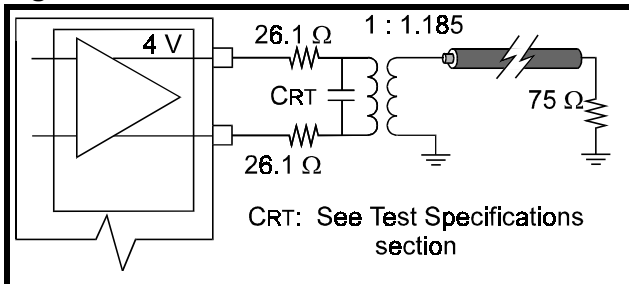 4 V
26.1 Ω
1 : 1.185
CRT
75 Ω
26.1 Ω
CRT: See Test Specifications
section